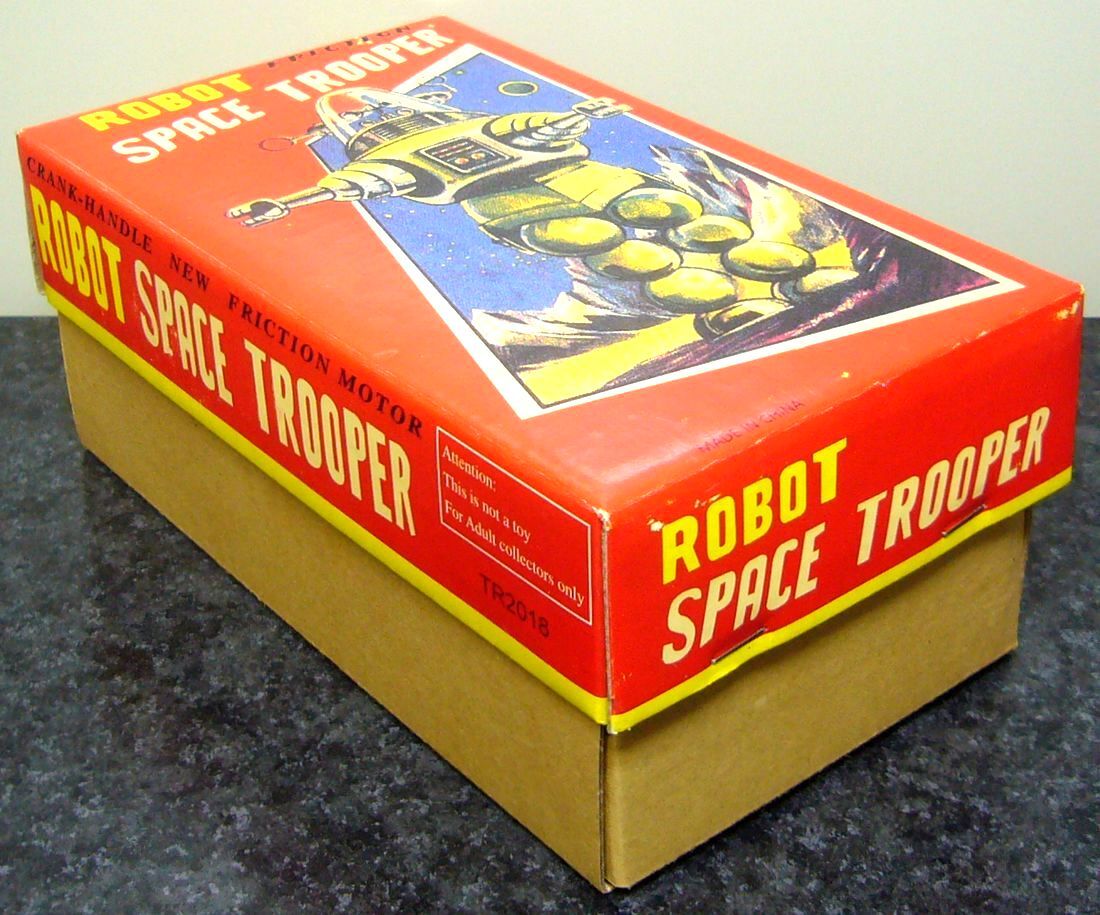 FRICTION
ROBOT
SPACE TROOPER
CRANK-HANDLE NEW FRICTION MOTOR
ROBOT SPACE TROOPER
Attention:
This is not a toy
For Adult collectors only
TR2018
MADE IN CHINA
ROBOT
SPACE TROOPER